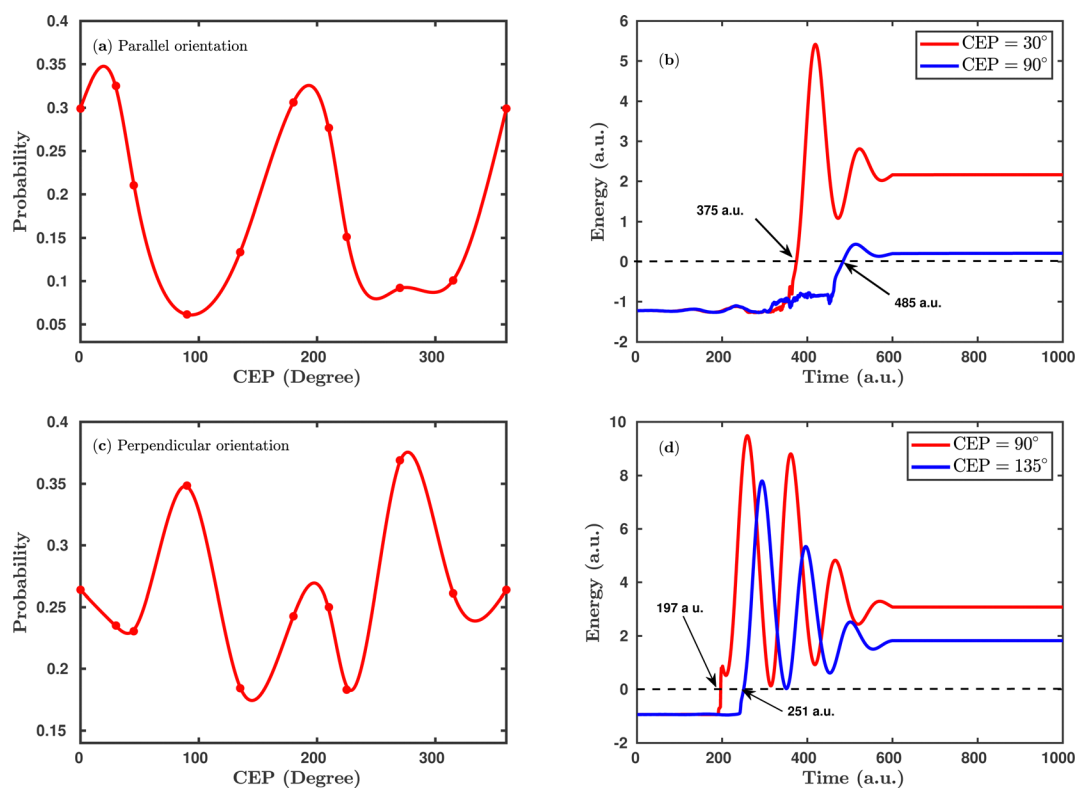 (a) Parallel orientation
0.4
0.35
0.3
0.25
0.2
0.15
0.1
0.05
Probability
0 100 200 300
CEP (Degree)
(b)
CEP = 30°
CEP = 90°
6
5
4
3
2
1
0
-1
-2
Energy (a.u.)
375 a.u.
485 a.u.
0 200 400 600 800 1000
Time (a.u.)
(c) Perpendicular orientation
0.4
0.35
0.3
0.25
0.2
0.15
Probability
0 100 200 300
CEP (Degree)
(d)
CEP = 90°
CEP = 135°
10
8
6
4
2
0
-2
Energy (a.u.)
197 a u.
251 a.u.
0 200 400 600 800 1000
Time (a.u.)